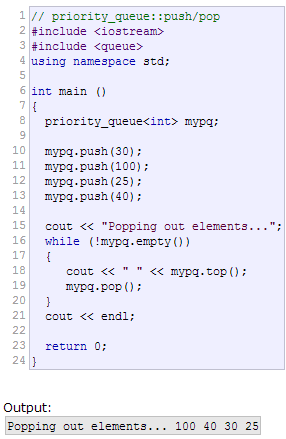 1 // priority_queue::push/pop
2 #include <iostream>
3 #include <queue>
4 using namespace std;
5
6 int main ()
7 {
8   priority_queue<int> mypq;
9
10   mypq.push(30);
11   mypq.push(100);
12   mypq.push(25);
13   mypq.push(40);
14
15   cout << "Popping out elements...";
16   while (!mypq.empty())
17   {
18      cout << " " << mypq.top();
19      mypq.pop();
20   }
21   cout << endl;
22
23   return 0;
24 }
Output:
Popping out elements... 100 40 30 25